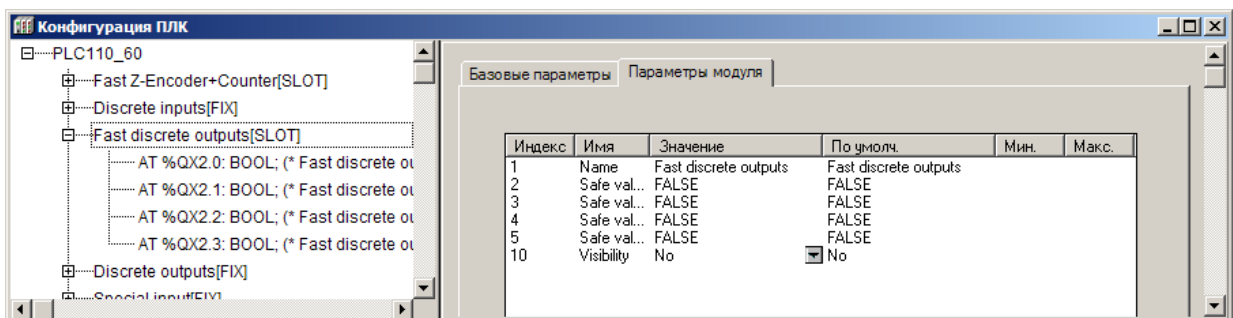 Конфигурация ПЛК
PLC110_60
Fast Z-Encoder+Counter[SLOT]
Discrete inputs[FIX]
Fast discrete outputs[SLOT]
AT %QX2.0: BOOL; (* Fast discrete ou
AT %QX2.1: BOOL; (* Fast discrete ou
AT %QX2.2: BOOL; (* Fast discrete ou
AT %QX2.3: BOOL; (* Fast discrete ou
Discrete outputs[FIX]
Special input[FIX]
Базовые параметры Параметры модуля
Индекс Имя Значение По умолч. Мин. Макс.
1 Name Fast discrete outputs Fast discrete outputs
2 Safe val... FALSE FALSE
3 Safe val... FALSE FALSE
4 Safe val... FALSE FALSE
5 Safe val... FALSE FALSE
10 Visibility No No